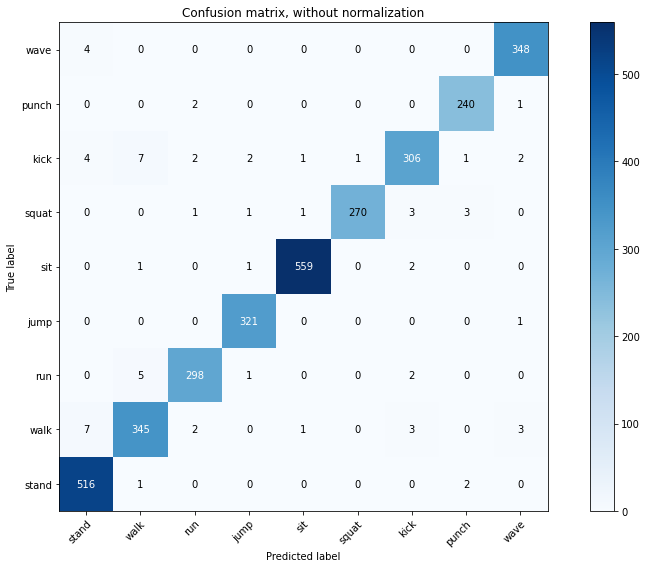 Confusion matrix, without normalization
True label
wave 4 0 0 0 0 0 0 0 348
punch 0 0 2 0 0 0 0 240 1
kick 4 7 2 2 1 1 306 1 2
squat 0 0 1 1 1 270 3 3 0
sit 0 1 0 1 559 0 2 0 0
jump 0 0 0 321 0 0 0 0 1
run 0 5 298 1 0 0 2 0 0
walk 7 345 2 0 1 0 3 0 3
stand 516 1 0 0 0 0 0 2 0
stand walk run jump sit squat kick punch wave
Predicted label
500
400
300
200
100
0